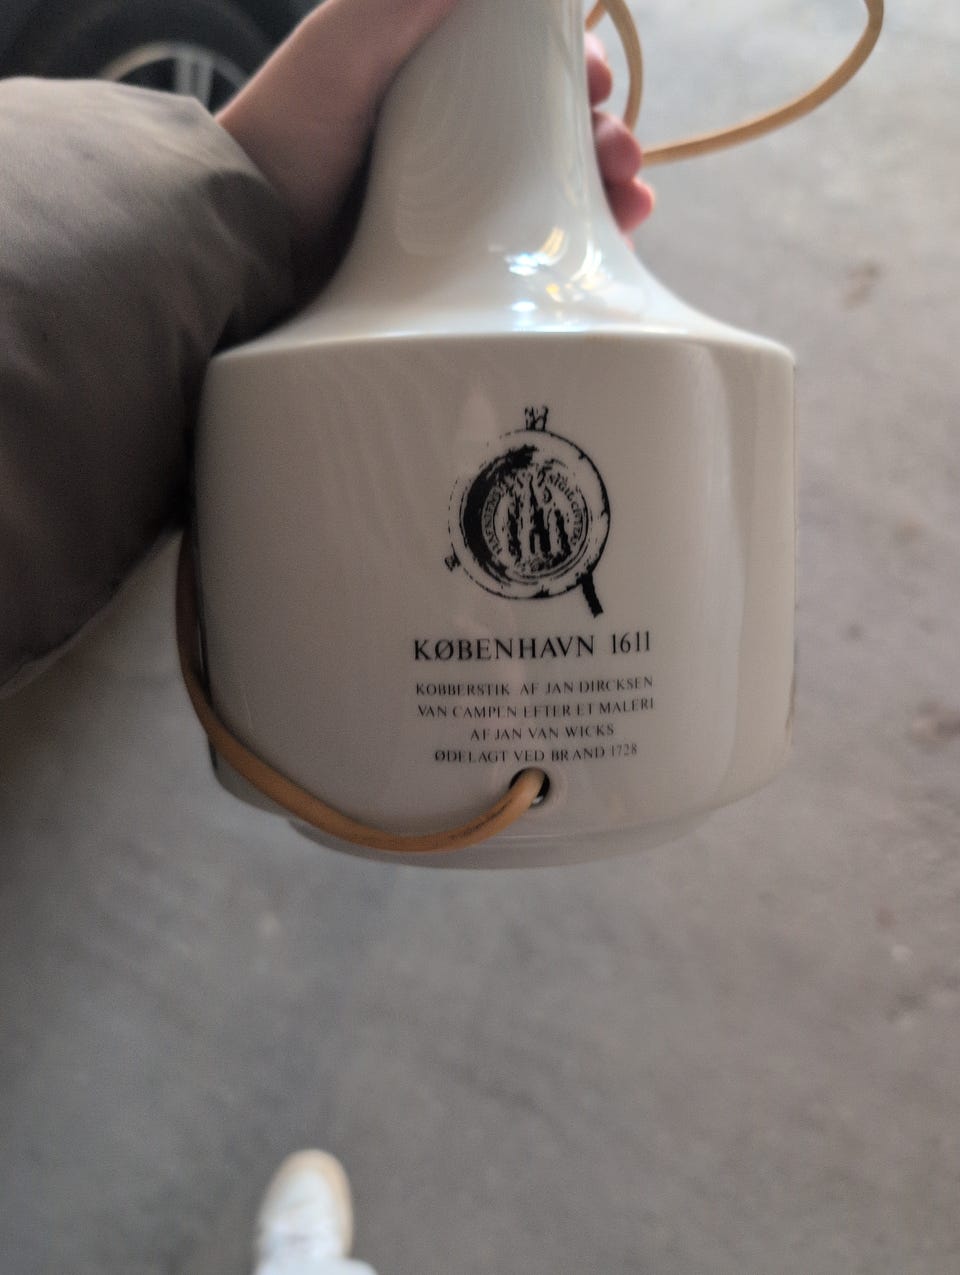 KØBENHAVN 1611
KOBBERSTIK AF JAN DIRCKSEN
VAN CAMPEN EFTER ET MALERI
AF JAN VAN WICKS
ØDELAGT VED BRAND 1728